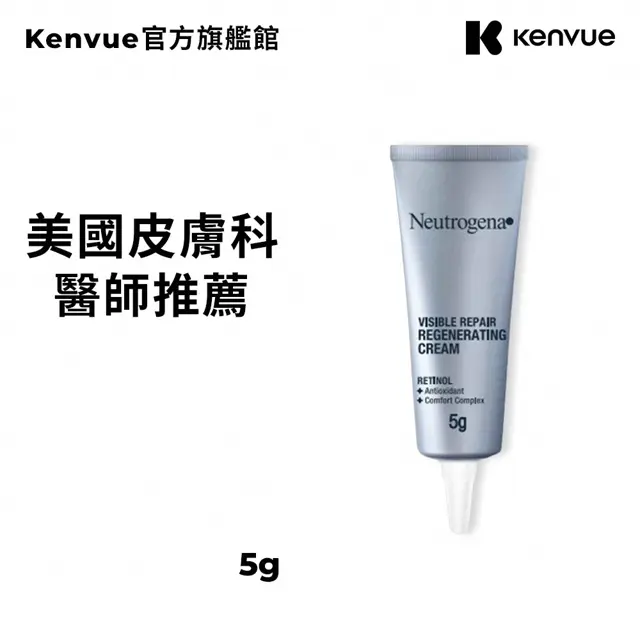 Kenvue官方旗艦館
Kenvue
美國皮膚科
醫師推薦
Neutrogena
VISIBLE REPAIR
REGENERATING
CREAM
RETINOL
+ Antioxidant
+ Comfort Complex
5g
5g